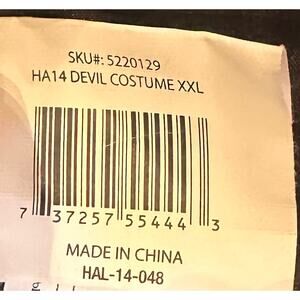 SKU#: 5220129
HA14 DEVIL COSTUME XXL
7 37257 55444 3
MADE IN CHINA
HAL-14-048